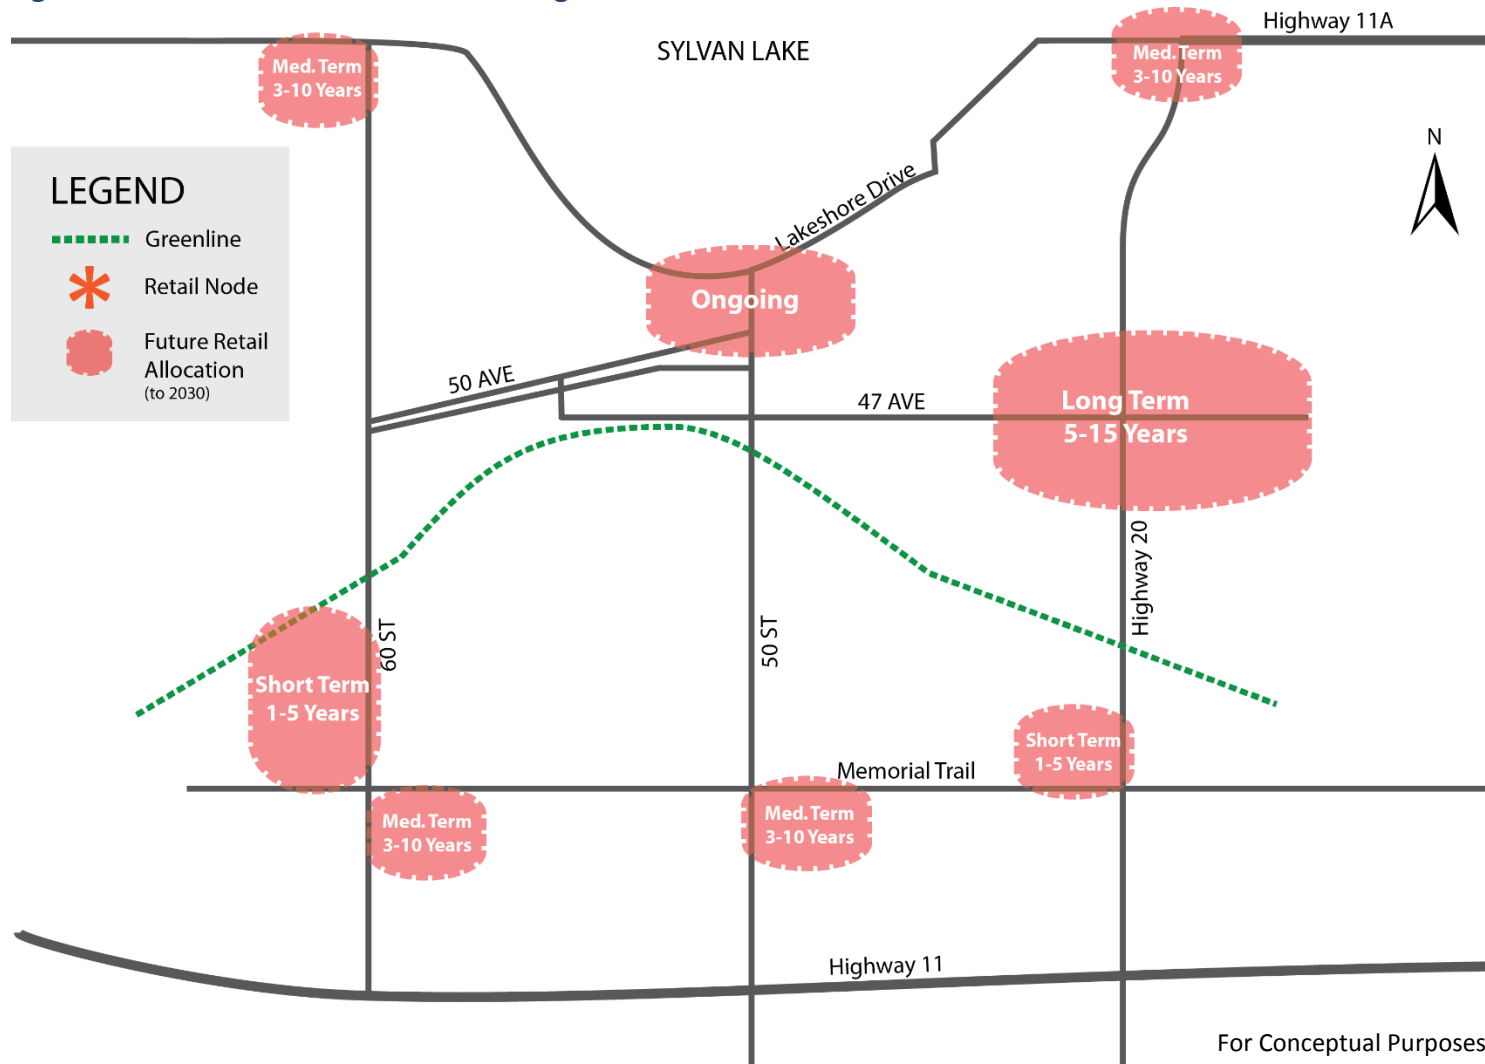 Highway 11A
SYLVAN LAKE
Med. Term
3-10 Years
Med. Term
3-10 Years
N
LEGEND
Greenline
Retail Node
Future Retail
Allocation
(to 2030)
Lakeshore Drive
Ongoing
50 AVE
47 AVE
Long Term
5-15 Years
Highway 20
60 ST
50 ST
Short Term
1-5 Years
Short Term
1-5 Years
Memorial Trail
Med. Term
3-10 Years
Med. Term
3-10 Years
Highway 11
For Conceptual Purposes